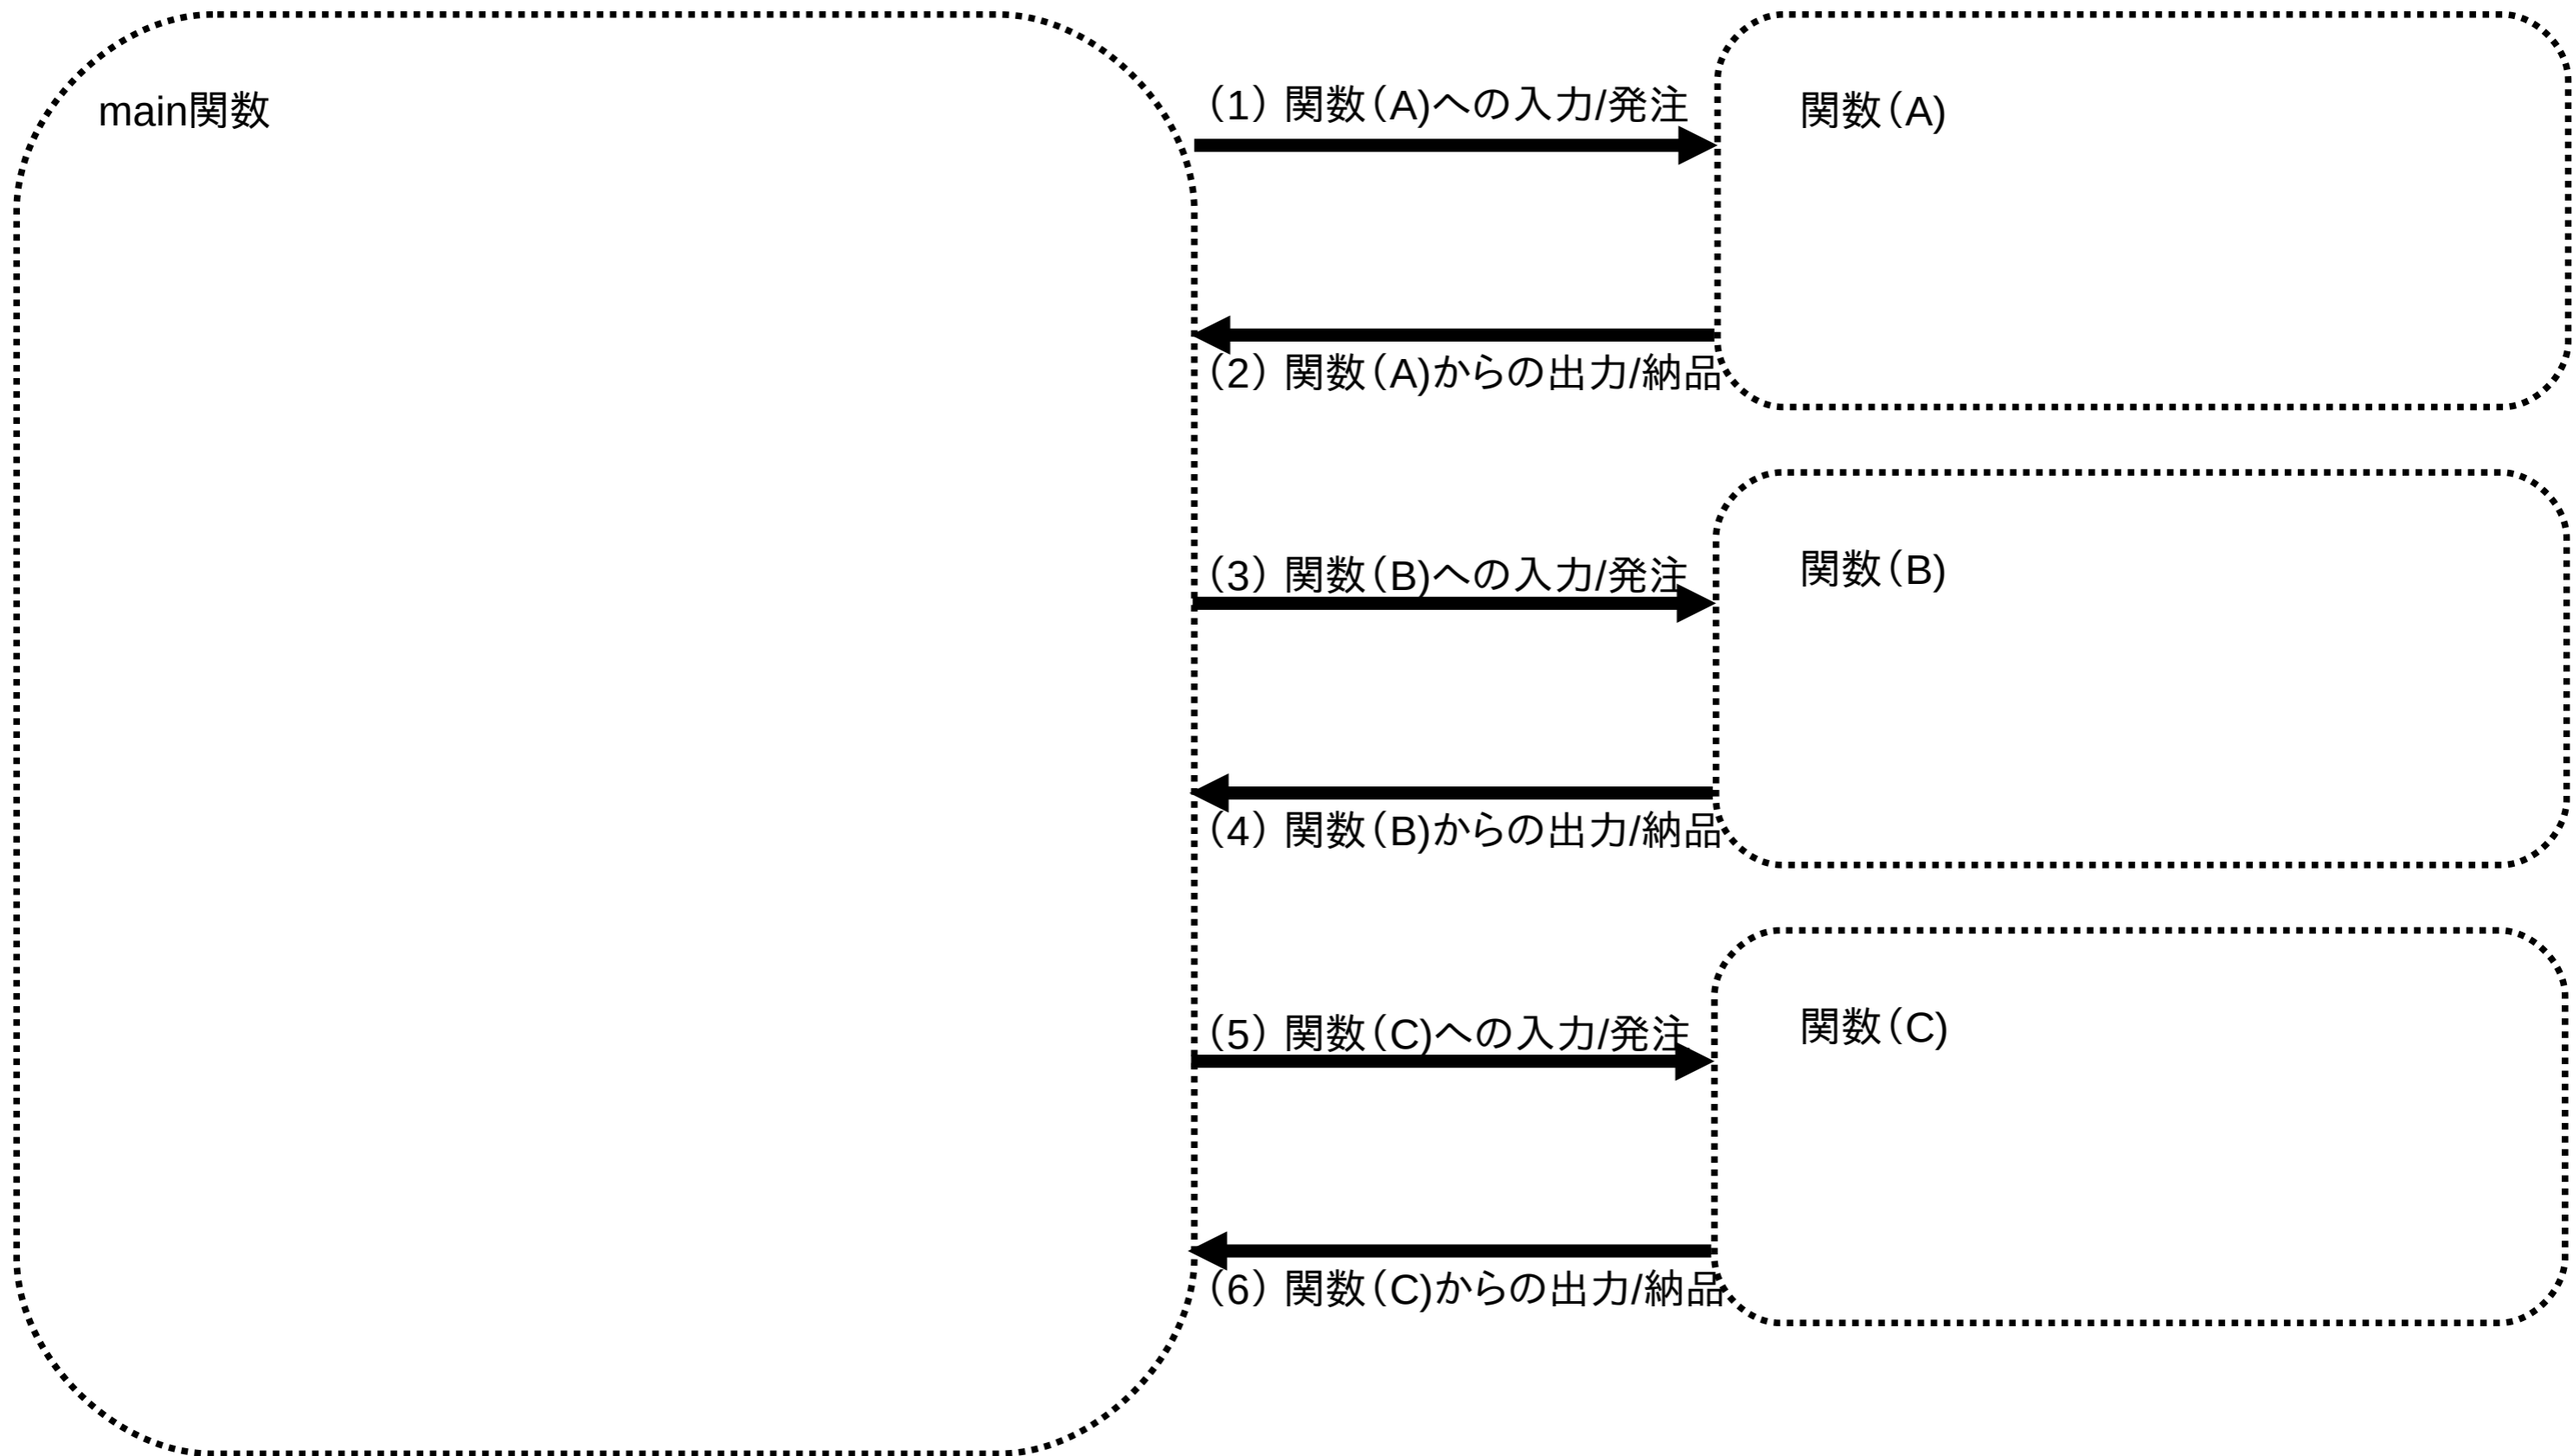 main関数
（1）関数（A)への入力/発注
関数（A)
（2）関数（A)からの出力/納品
（3）関数（B)への入力/発注
関数（B)
（4）関数（B)からの出力/納品
（5）関数（C)への入力/発注
関数（C)
（6）関数（C)からの出力/納品